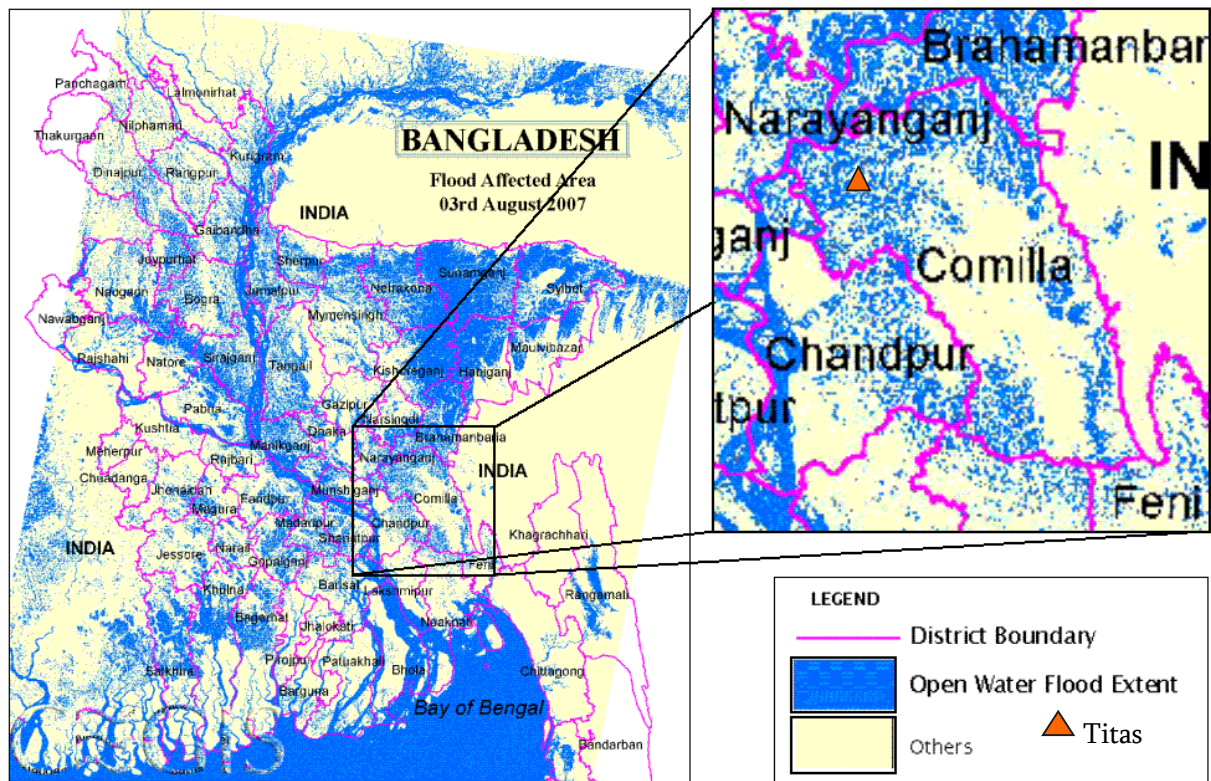 BANGLADESH
Flood Affected Area
03rd August 2007
Panchagarh
Lalmonirhat
Thakurgaon
Nilphamari
Kurigram
Dinajpur
Rangpur
INDIA
Gaibandha
Joypurhat
Sherpur
Sunamganj
Naogaon
Bogra
Jamalpur
Netrakona
Sylhet
Nawabganj
Mymensingh
Rajshahi
Natore
Sirajganj
Tangail
Kishoreganj
Habiganj
Maulvibazar
Pabna
Gazipur
Narsingdi
Kushtia
Dhaka
Manikganj
Brahamanbaria
Meherpur
Rajbari
Narayanganj
INDIA
Chuadanga
Jhenaidah
Faridpur
Munshiganj
Comilla
Magura
Madaripur
Chandpur
Shariatpur
Khagrachhari
INDIA
Jessore
Narail
Gopalganj
Feni
Khulna
Barisal
Lakshmipur
Rangamati
Bagerhat
Jhalokati
Noakhali
Satkhira
Pirojpur
Patuakhali
Bhola
Chittagong
Barguna
Bay of Bengal
Bandarban
CEGIS
Brahamanbar
Narayanganj
IN
ganj
Comilla
Chandpur
tpur
Feni
LEGEND
District Boundary
Open Water Flood Extent
Others
Titas